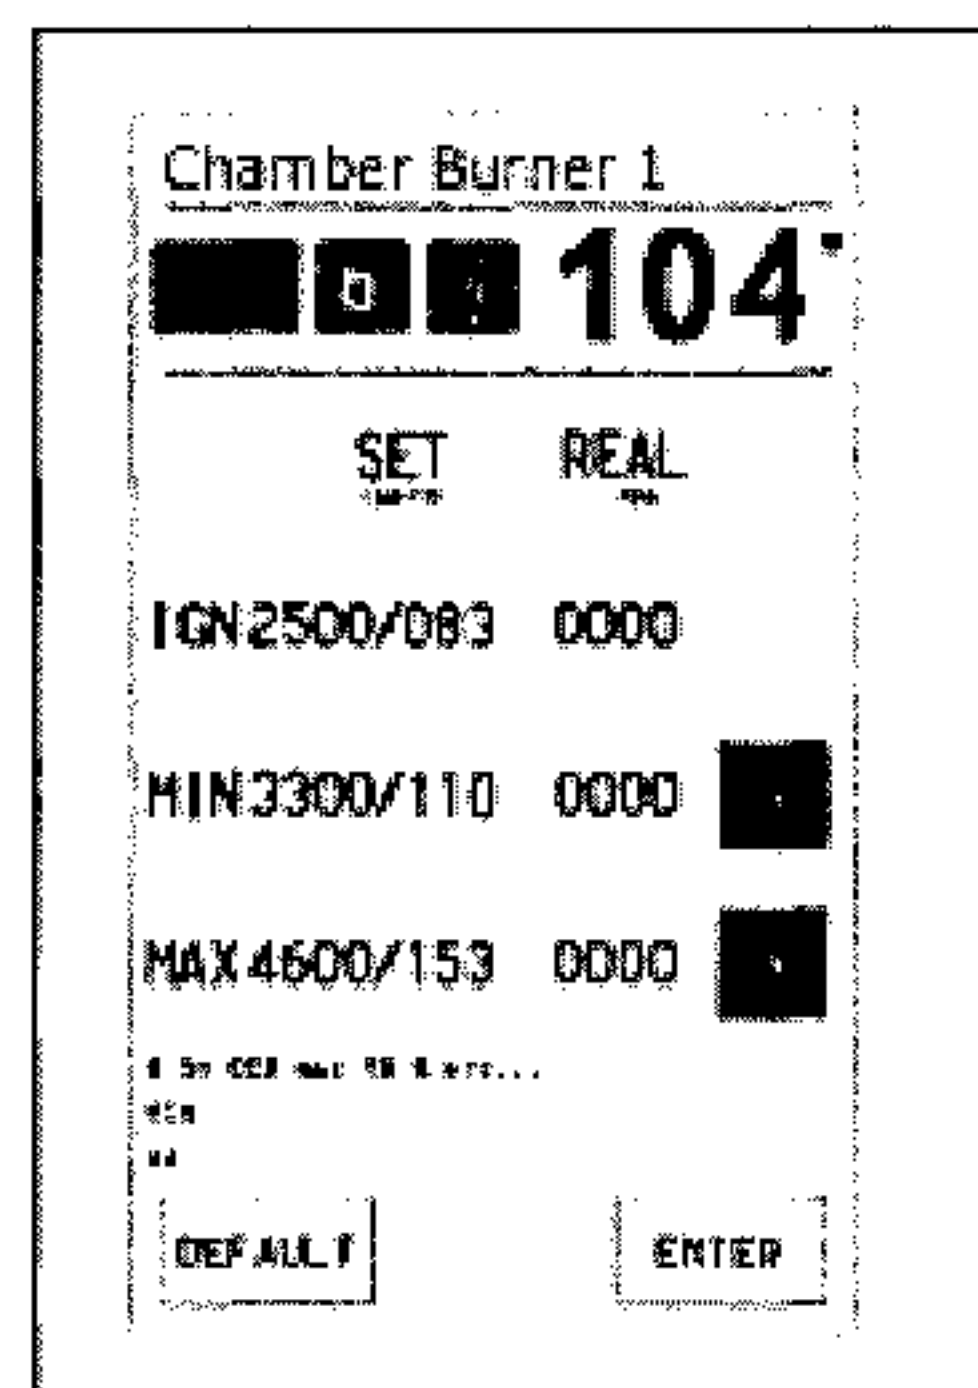 Chamber Burner 1
104°
SET REAL
IGN 2500/083 0000
MIN 3300/110 0000
MAX 4600/153 0000
DEFAULT ENTER